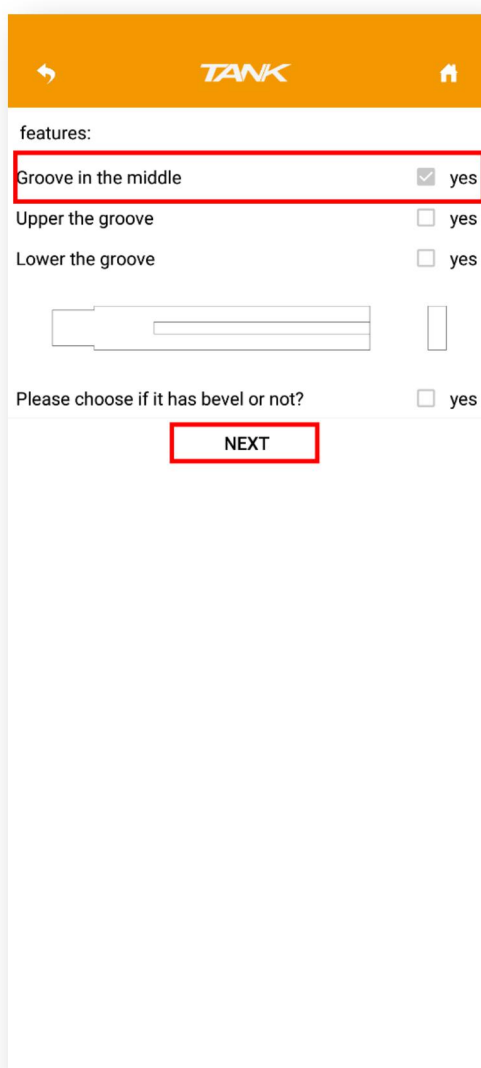 TANK
features:
Groove in the middle yes
Upper the groove yes
Lower the groove yes
Please choose if it has bevel or not? yes
NEXT